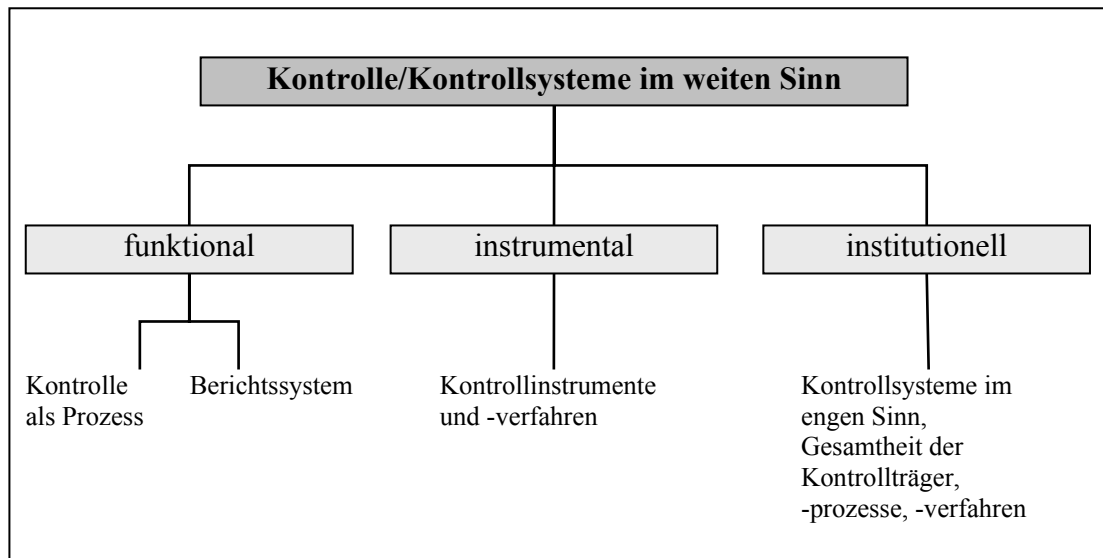 Kontrolle/Kontrollsysteme im weiten Sinn
funktional
instrumental
institutionell
Kontrolle
als Prozess
Berichtssystem
Kontrollinstrumente
und -verfahren
Kontrollsysteme im
engen Sinn,
Gesamtheit der
Kontrollträger,
-prozesse, -verfahren